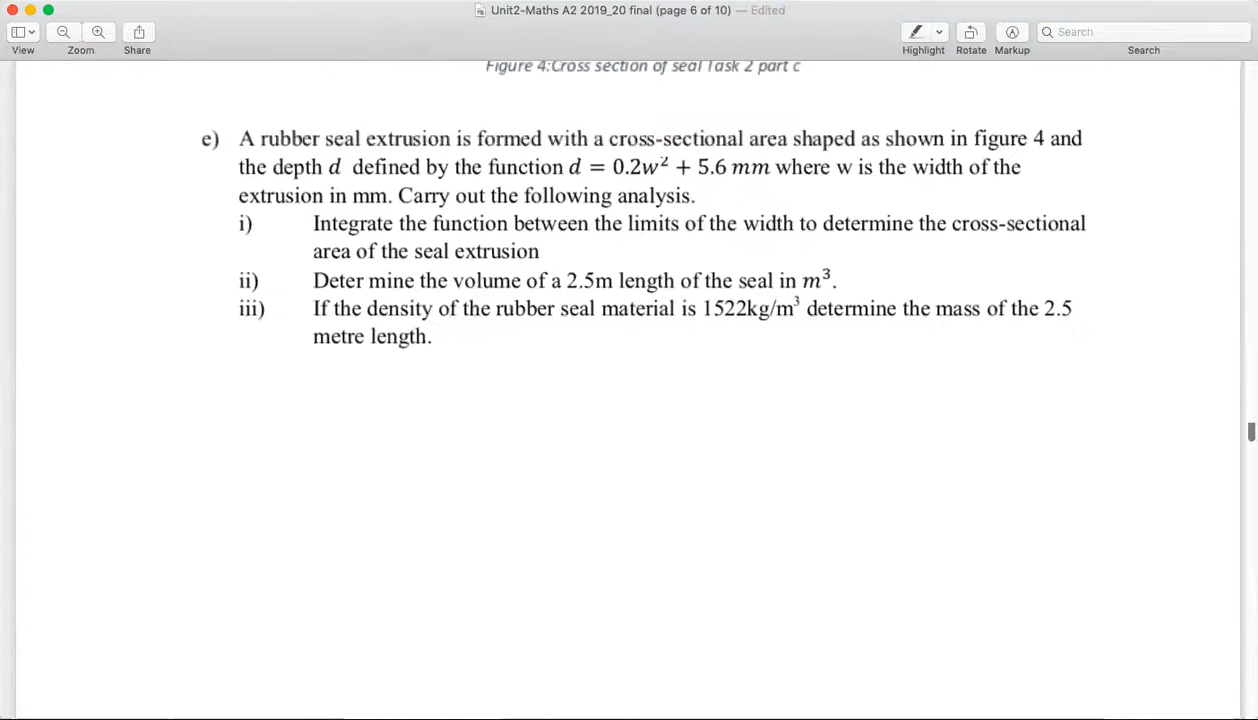 Unit2-Maths A2 2019_20 final (page 6 of 10) — Edited
Search
View Zoom Share Highlight Rotate Markup Search
Figure 4:Cross section of seal Task 2 part c
e) A rubber seal extrusion is formed with a cross-sectional area shaped as shown in figure 4 and
the depth d defined by the function d = 0.2w² + 5.6 mm where w is the width of the
extrusion in mm. Carry out the following analysis.
i) Integrate the function between the limits of the width to determine the cross-sectional
area of the seal extrusion
ii) Deter mine the volume of a 2.5m length of the seal in m³.
iii) If the density of the rubber seal material is 1522kg/m³ determine the mass of the 2.5
metre length.